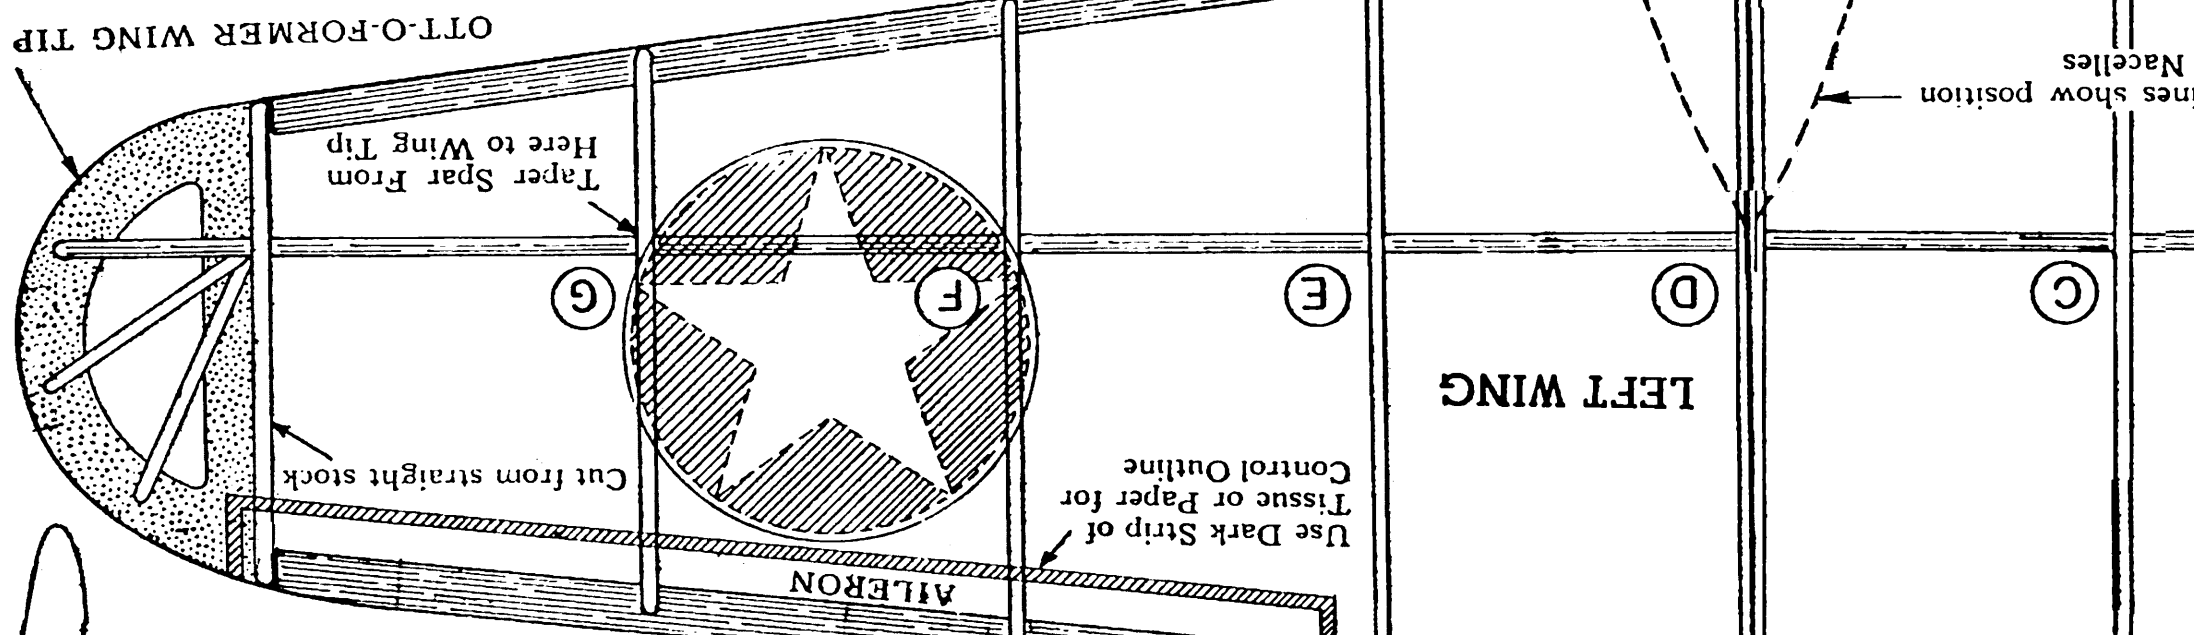 AILERON
Use Dark Strip of
Tissue or Paper for
Control Outline
Cut from straight stock
LEFT WING
C
D
E
F
G
Taper Spar From
Here to Wing Tip
ines show position
Nacelles
OTT-O-FORMER WING TIP